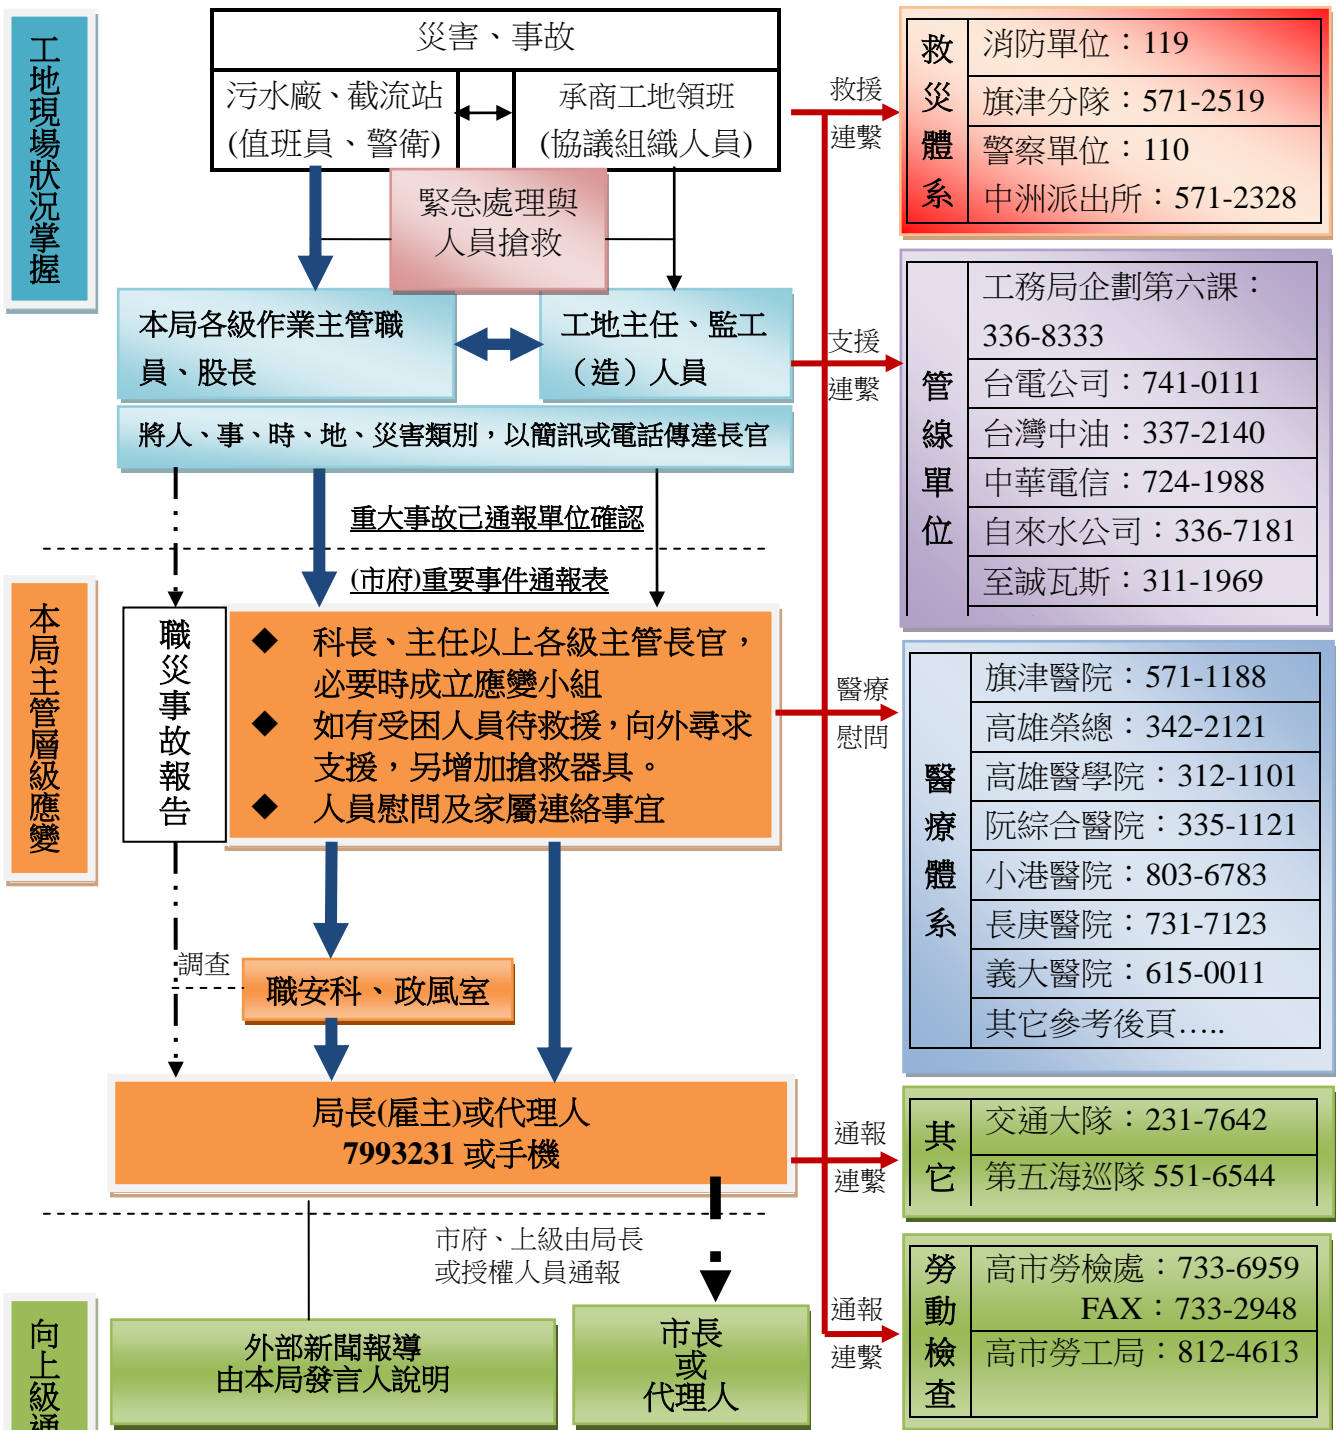 工地現場狀況掌握
災害、事故
污水廠、截流站
(值班員、警衛)
承商工地領班
(協議組織人員)
緊急處理與
人員搶救
本局各級作業主管職
員、股長
工地主任、監工
（造）人員
將人、事、時、地、災害類別，以簡訊或電話傳達長官
重大事故己通報單位確認
(市府)重要事件通報表
本局主管層級應變
職災事故報告
◆ 科長、主任以上各級主管長官，
必要時成立應變小組
◆ 如有受困人員待救援，向外尋求
支援，另增加搶救器具。
◆ 人員慰問及家屬連絡事宜
調查
職安科、政風室
局長(雇主)或代理人
7993231 或手機
市府、上級由局長
或授權人員通報
向上級通
外部新聞報導
由本局發言人說明
市長
或
代理人
救援
連繫
支援
連繫
醫療
慰問
通報
連繫
通報
連繫
救災體系
消防單位：119
旗津分隊：571-2519
警察單位：110
中洲派出所：571-2328
管線單位
工務局企劃第六課：
336-8333
台電公司：741-0111
台灣中油：337-2140
中華電信：724-1988
自來水公司：336-7181
至誠瓦斯：311-1969
醫療體系
旗津醫院：571-1188
高雄榮總：342-2121
高雄醫學院：312-1101
阮綜合醫院：335-1121
小港醫院：803-6783
長庚醫院：731-7123
義大醫院：615-0011
其它參考後頁…..
其它
交通大隊：231-7642
第五海巡隊 551-6544
勞動檢查
高市勞檢處：733-6959
FAX：733-2948
高市勞工局：812-4613